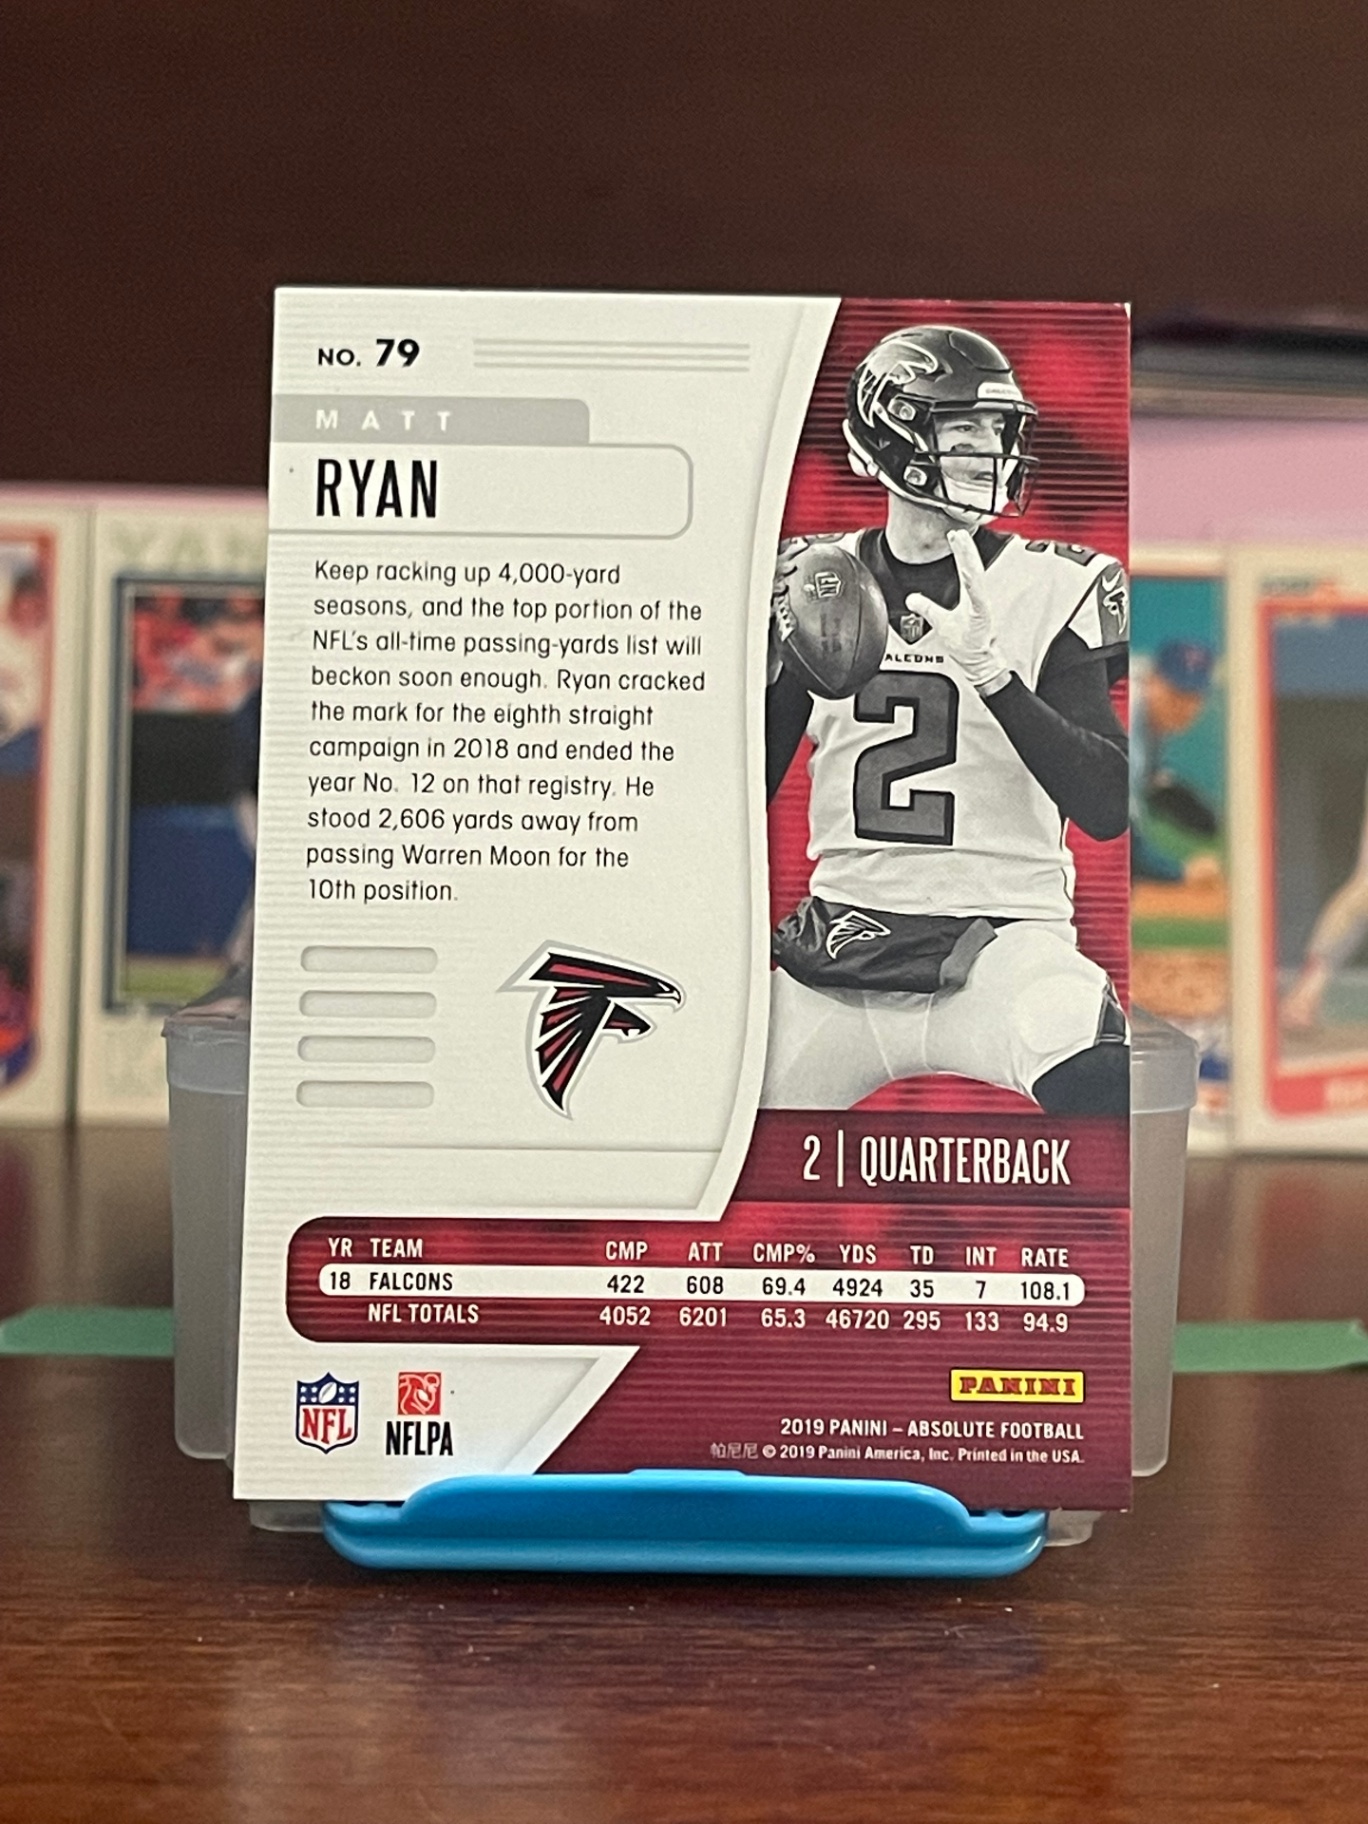 NO. 79
MATT
RYAN
Keep racking up 4,000-yard
seasons, and the top portion of the
NFL's all-time passing-yards list will
beckon soon enough. Ryan cracked
the mark for the eighth straight
campaign in 2018 and ended the
year No. 12 on that registry. He
stood 2,606 yards away from
passing Warren Moon for the
10th position.
ALCONS
2
2 | QUARTERBACK
YR TEAM CMP ATT CMP% YDS TD INT RATE
18 FALCONS 422 608 69.4 4924 35 7 108.1
NFL TOTALS 4052 6201 65.3 46720 295 133 94.9
NFL
NFLPA
PANINI
2019 PANINI – ABSOLUTE FOOTBALL
帕尼尼 © 2019 Panini America, Inc. Printed in the USA.